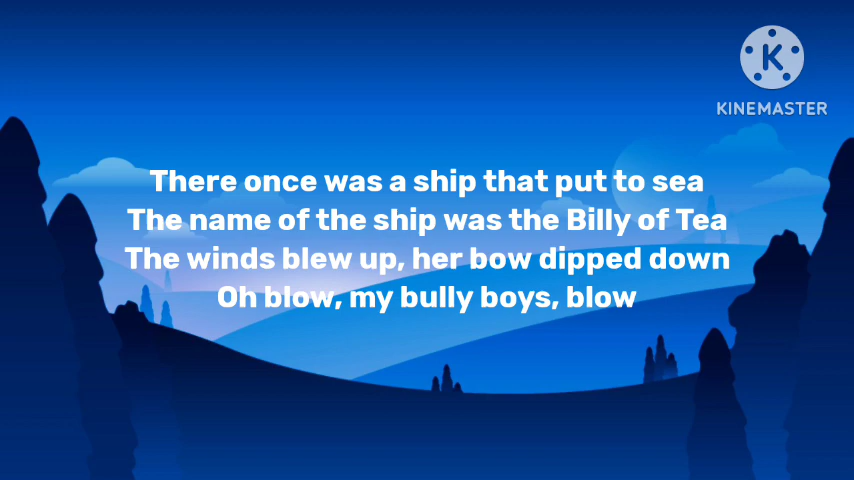 KINEMASTER
There once was a ship that put to sea
The name of the ship was the Billy of Tea
The winds blew up, her bow dipped down
Oh blow, my bully boys, blow